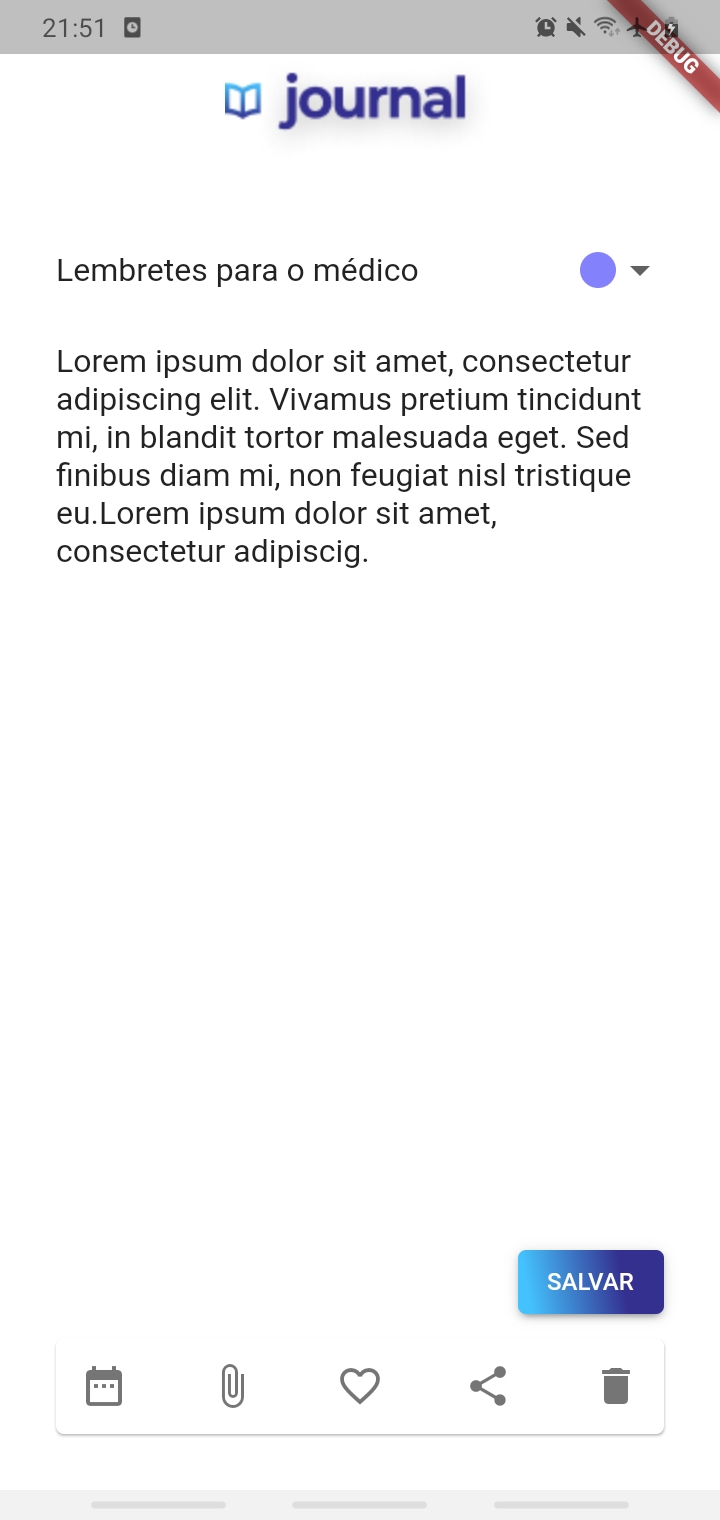 21:51
DEBUG
journal
Lembretes para o médico
Lorem ipsum dolor sit amet, consectetur
adipiscing elit. Vivamus pretium tincidunt
mi, in blandit tortor malesuada eget. Sed
finibus diam mi, non feugiat nisl tristique
eu.Lorem ipsum dolor sit amet,
consectetur adipiscig.
SALVAR